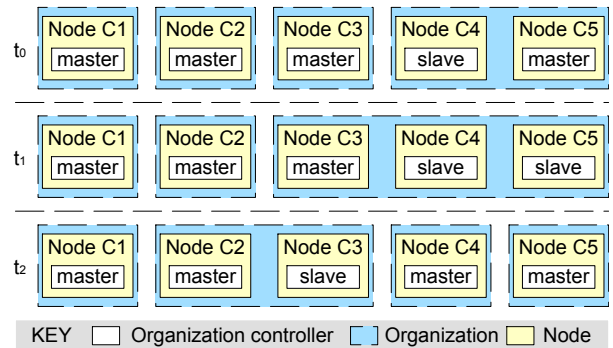 Node C1 Node C2 Node C3 Node C4 Node C5
t0 master master master slave master
Node C1 Node C2 Node C3 Node C4 Node C5
t1 master master master slave slave
Node C1 Node C2 Node C3 Node C4 Node C5
t2 master master slave master master
KEY Organization controller Organization Node